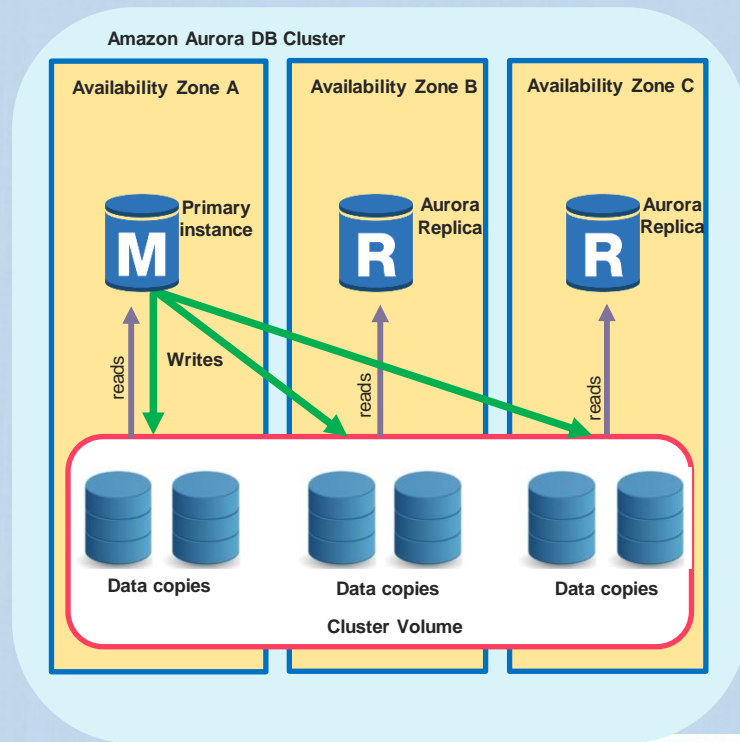 Amazon Aurora DB Cluster
Availability Zone A
Availability Zone B
Availability Zone C
Primary
instance
M
Aurora
Replica
R
Aurora
Replica
R
reads
Writes
reads
reads
Data copies
Data copies
Data copies
Cluster Volume